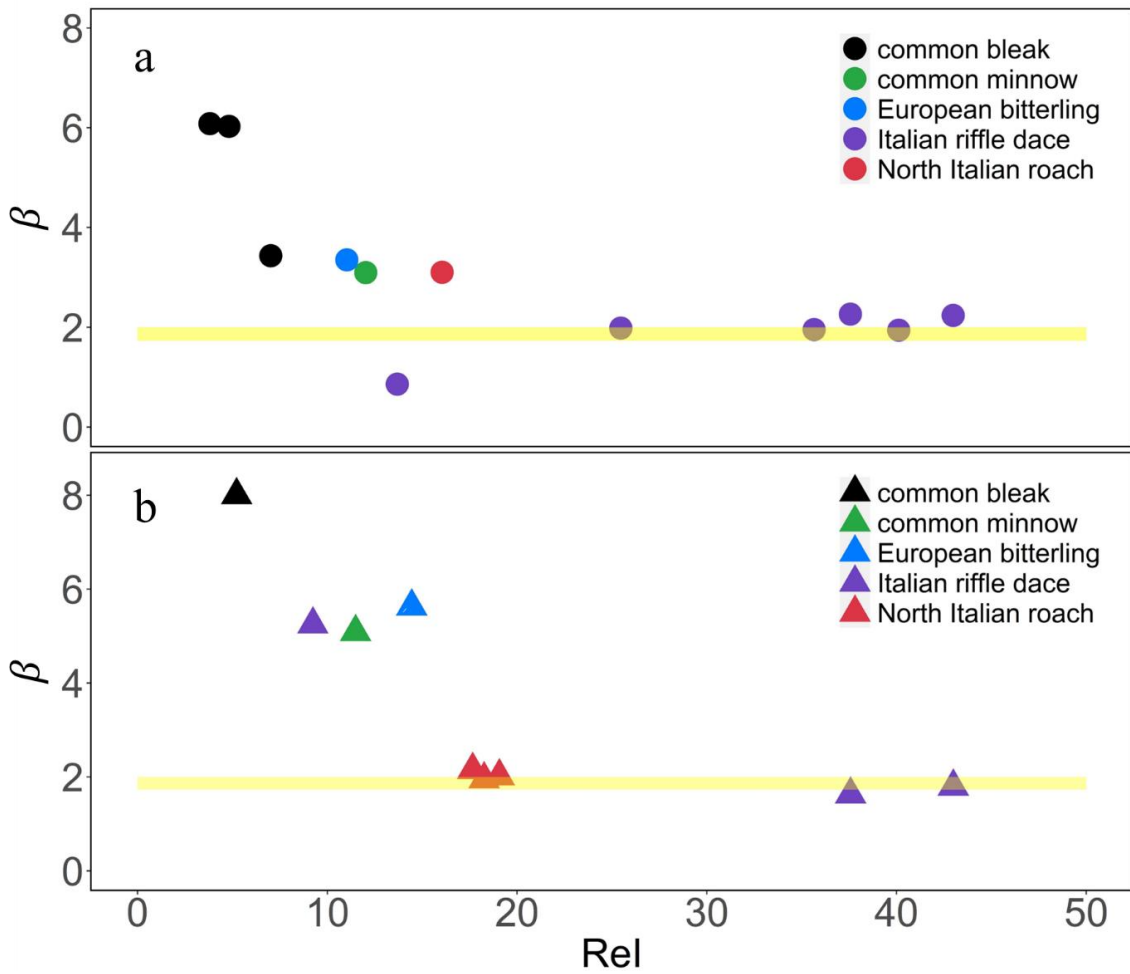 8
a
common bleak
common minnow
European bitterling
Italian riffle dace
North Italian roach
6
β
4
2
0
8
b
common bleak
common minnow
European bitterling
Italian riffle dace
North Italian roach
6
β
4
2
0
0 10 20 30 40 50
ReI